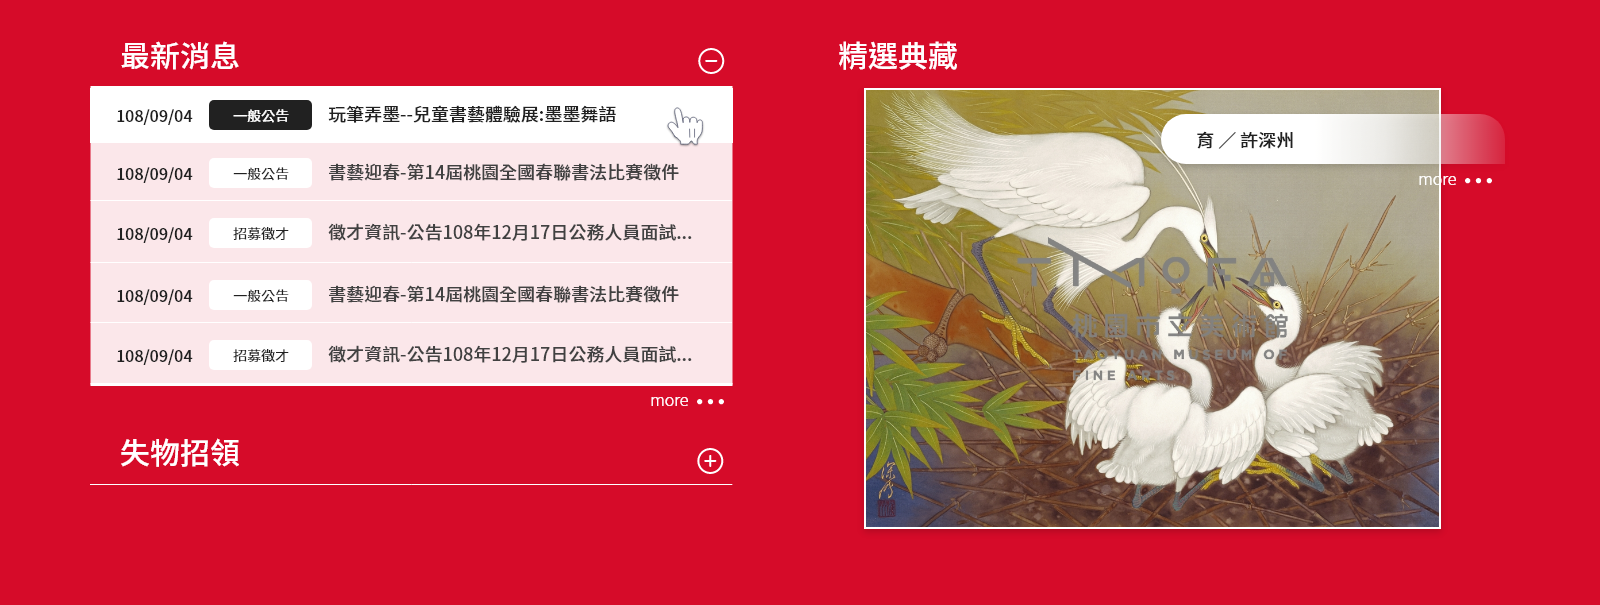 最新消息
108/09/04 一般公告 玩筆弄墨--兒童書藝體驗展:墨墨舞語
108/09/04 一般公告 書藝迎春-第14屆桃園全國春聯書法比賽徵件
108/09/04 招募徵才 徵才資訊-公告108年12月17日公務人員面試...
108/09/04 一般公告 書藝迎春-第14屆桃園全國春聯書法比賽徵件
108/09/04 招募徵才 徵才資訊-公告108年12月17日公務人員面試...
more
失物招領
精選典藏
育 ／ 許深州
more
TMOFA
桃園市立美術館
TAOYUAN MUSEUM OF
FINE ARTS